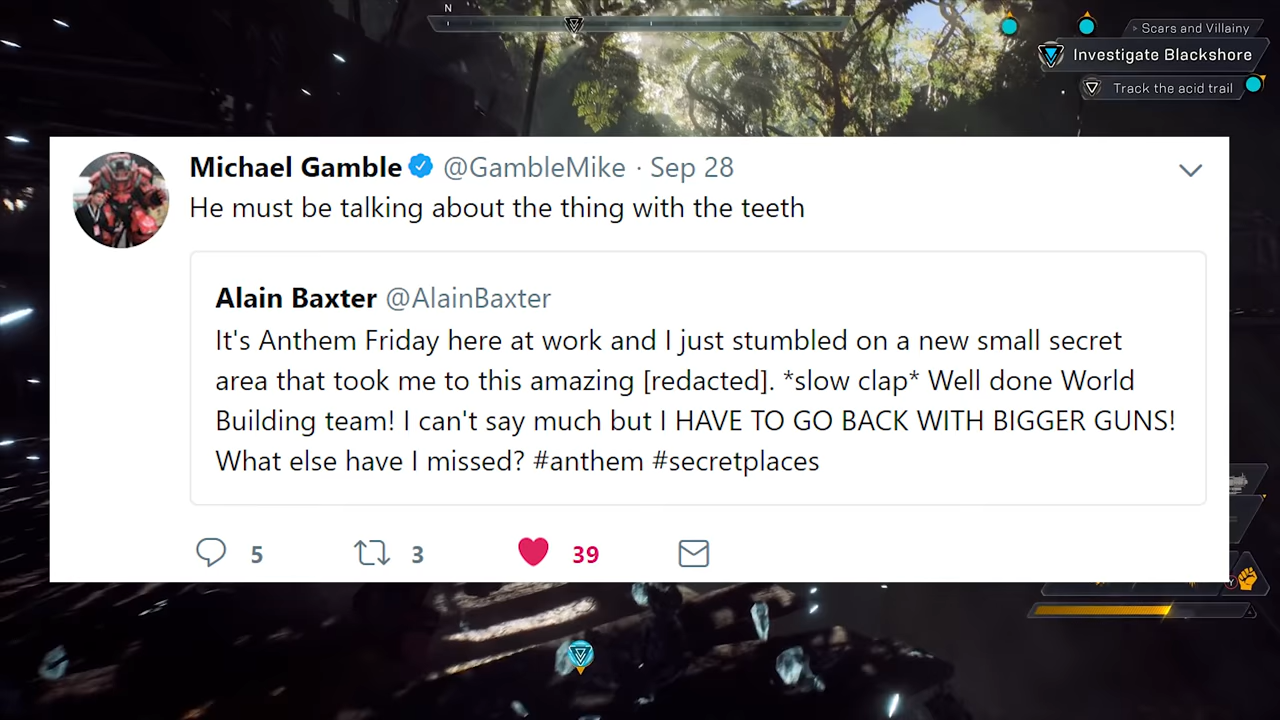 N
> Scars and Villainy
Investigate Blackshore
Track the acid trail
Michael Gamble @GambleMike · Sep 28
He must be talking about the thing with the teeth
Alain Baxter @AlainBaxter
It's Anthem Friday here at work and I just stumbled on a new small secret
area that took me to this amazing [redacted]. *slow clap* Well done World
Building team! I can't say much but I HAVE TO GO BACK WITH BIGGER GUNS!
What else have I missed? #anthem #secretplaces
5 3 39